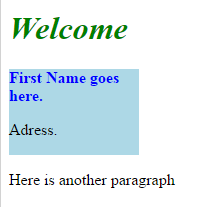 Welcome
First Name goes
here.
Adress.
Here is another paragraph